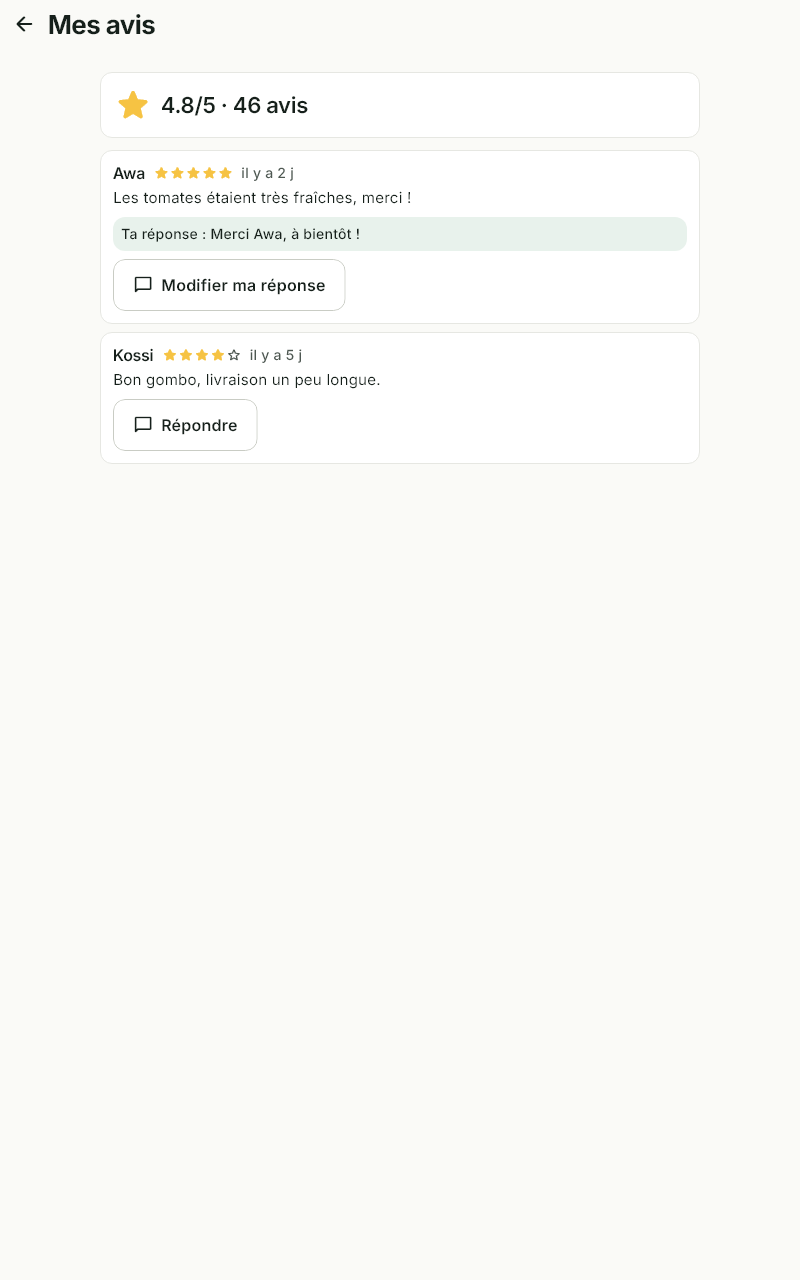 Mes avis
4.8/5 · 46 avis
Awa il y a 2 j
Les tomates étaient très fraîches, merci !
Ta réponse : Merci Awa, à bientôt !
Modifier ma réponse
Kossi il y a 5 j
Bon gombo, livraison un peu longue.
Répondre